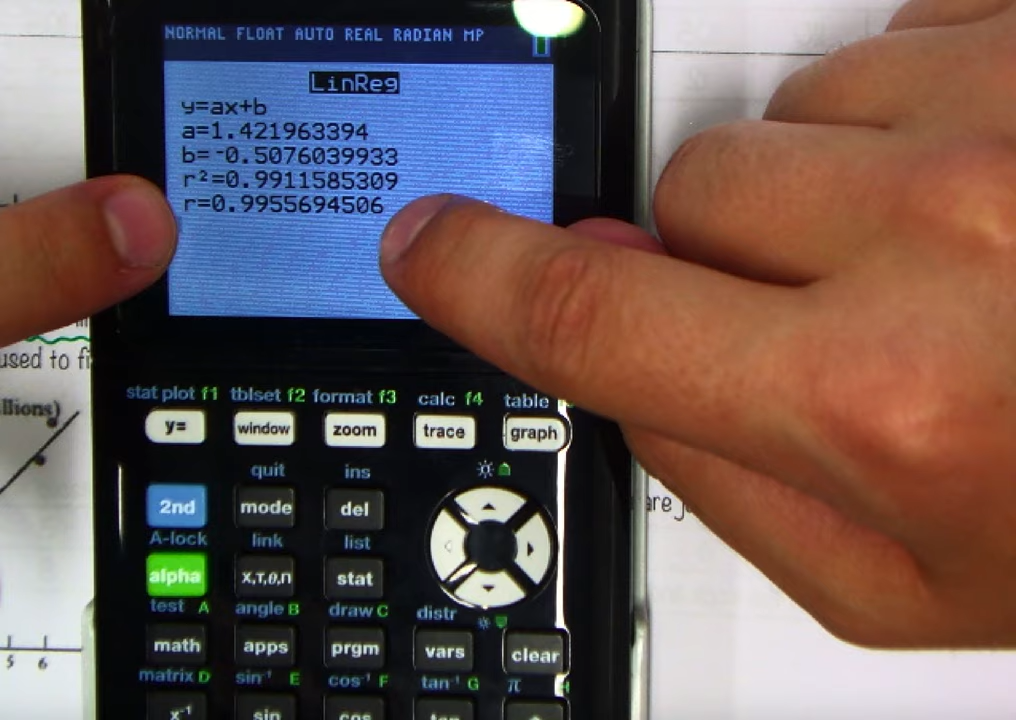 NORMAL FLOAT AUTO REAL RADIAN MP
LinReg
y=ax+b
a=1.421963394
b=-0.5076039933
r²=0.9911585309
r=0.9955694506
used to fi
llions)
5 6
are j
stat plot f1 tblset f2 format f3 calc f4 table
y= window zoom trace graph
quit ins
2nd mode del
A-lock link list
alpha X,T,θ,n stat
test A angle B draw C distr
math apps prgm vars clear
matrix D sin⁻¹ E cos⁻¹ F tan⁻¹ G π H
x⁻¹ sin cos tan ^